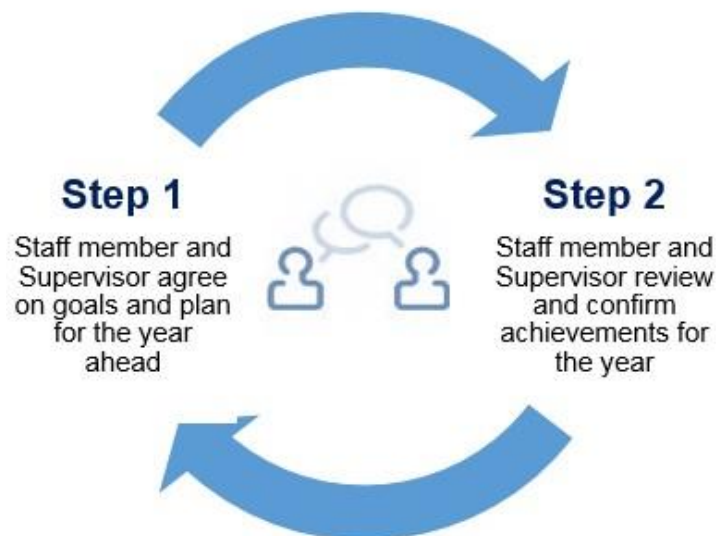 Step 1
Staff member and
Supervisor agree
on goals and plan
for the year
ahead
Step 2
Staff member and
Supervisor review
and confirm
achievements for
the year